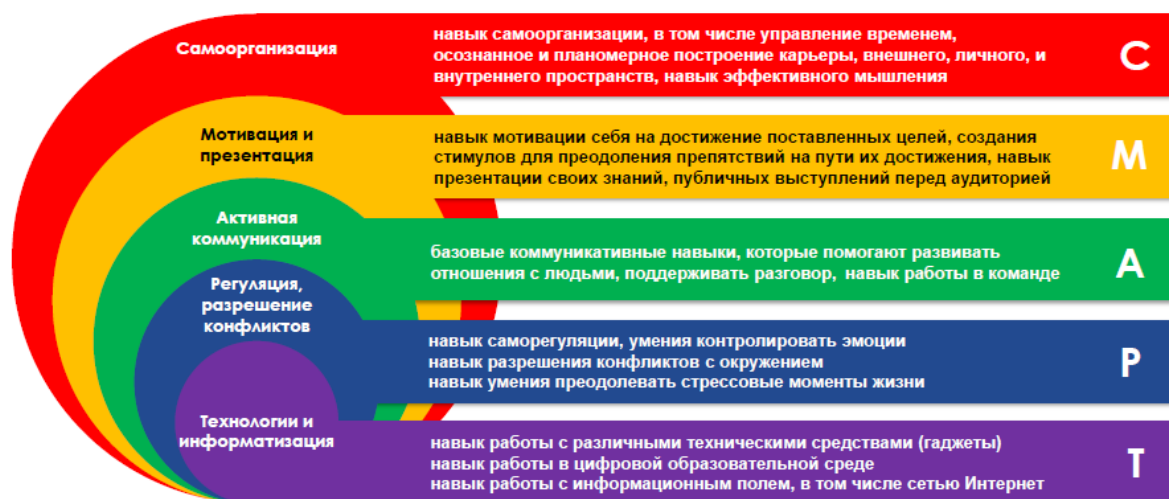 Самоорганизация
навык самоорганизации, в том числе управление временем,
осознанное и планомерное построение карьеры, внешнего, личного, и
внутреннего пространств, навык эффективного мышления
С
Мотивация и
презентация
навык мотивации себя на достижение поставленных целей, создания
стимулов для преодоления препятствий на пути их достижения, навык
презентации своих знаний, публичных выступлений перед аудиторией
М
Активная
коммуникация
базовые коммуникативные навыки, которые помогают развивать
отношения с людьми, поддерживать разговор, навык работы в команде
А
Регуляция,
разрешение
конфликтов
навык саморегуляции, умения контролировать эмоции
навык разрешения конфликтов с окружением
навык умения преодолевать стрессовые моменты жизни
Р
Технологии и
информатизация
навык работы с различными техническими средствами (гаджеты)
навык работы в цифровой образовательной среде
навык работы с информационным полем, в том числе сетью Интернет
Т